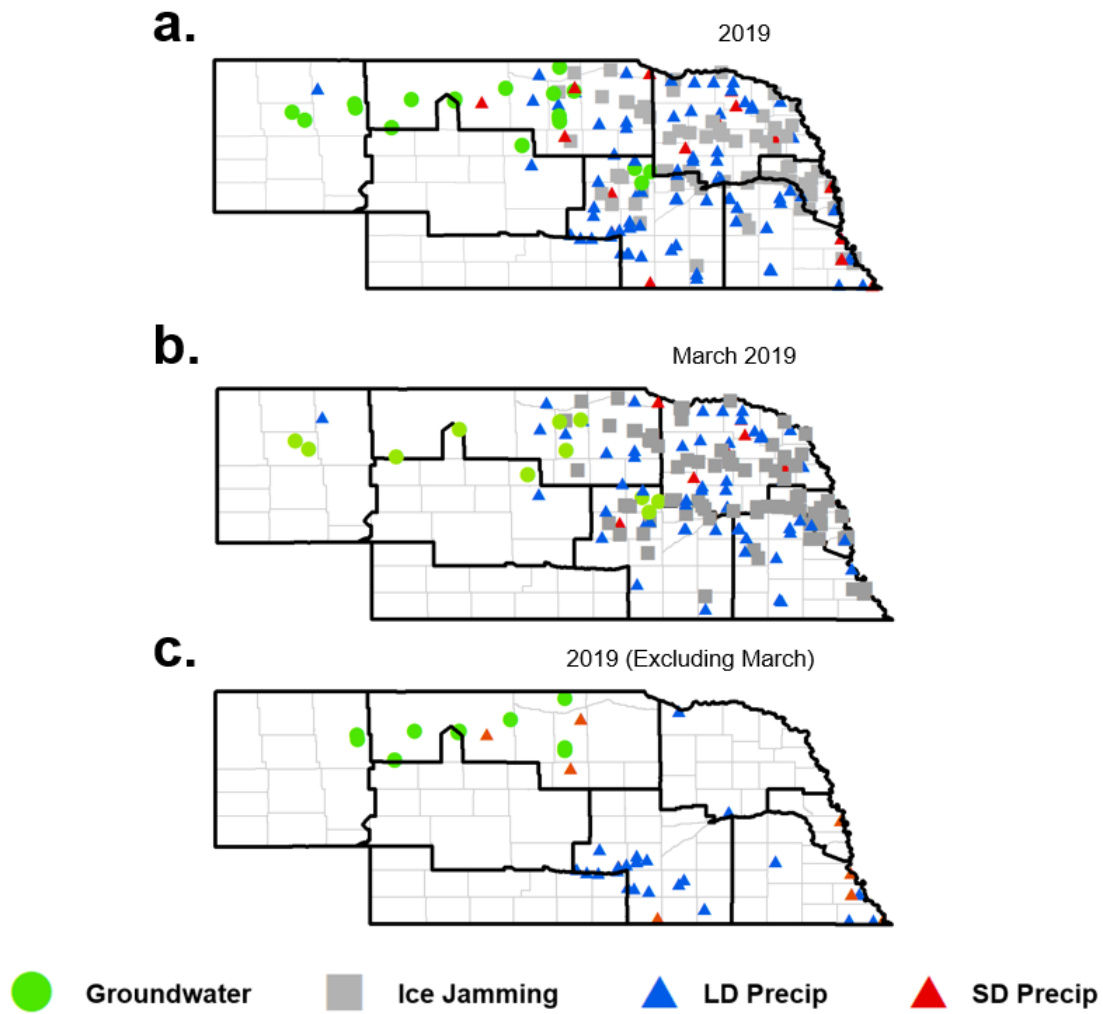 a.
2019
b.
March 2019
c.
2019 (Excluding March)
Groundwater
Ice Jamming
LD Precip
SD Precip